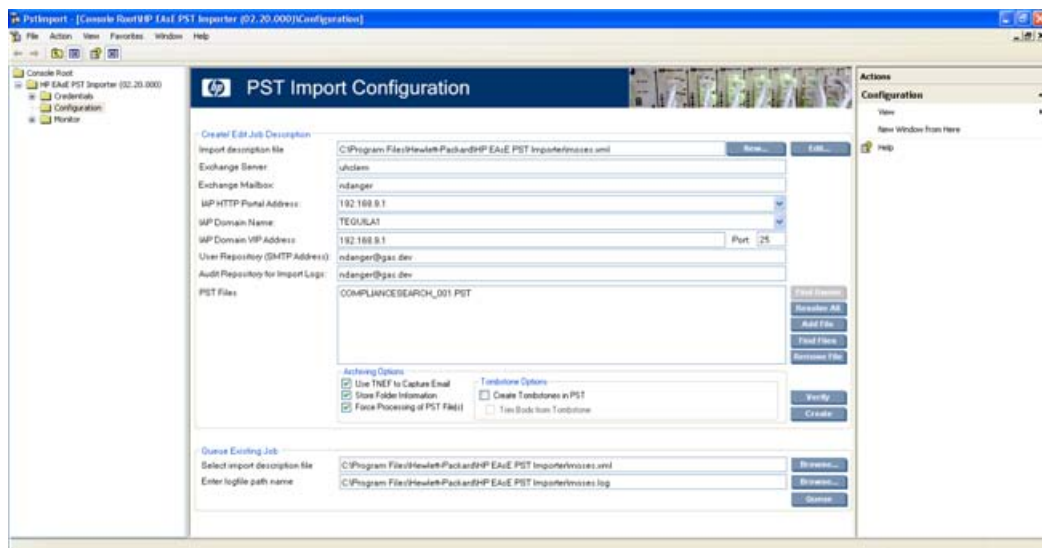 PstImport - [Console Root\HP EAsE PST Importer (02.20.000)\Configuration]
File Action View Favorites Window Help
Console Root
HP EAsE PST Importer (02.20.000)
Credentials
Configuration
Monitor
hp PST Import Configuration
Create/ Edit Job Description
Import description file C:\Program Files\Hewlett-Packard\HP EAsE PST Importer\moses.xml New... Edit...
Exchange Server: uhclem
Exchange Mailbox: ndanger
IAP HTTP Portal Address: 192.168.9.1
IAP Domain Name: TEQUILA1
IAP Domain VIP Address 192.168.9.1 Port: 25
User Repository (SMTP Address): ndanger@gas.dev
Audit Repository for Import Logs: ndanger@gas.dev
PST Files COMPLIANCESEARCH_001.PST
Find Owner
Resolve All
Add File
Find Files
Remove File
Archiving Options
Use TNEF to Capture Email
Store Folder Information
Force Processing of PST File(s)
Tombstone Options
Create Tombstones in PST
Trim Body from Tombstone
Verify
Create
Queue Existing Job
Select import description file C:\Program Files\Hewlett-Packard\HP EAsE PST Importer\moses.xml Browse...
Enter logfile path name C:\Program Files\Hewlett-Packard\HP EAsE PST Importer\moses.log Browse...
Queue
Actions
Configuration
View
New Window from Here
Help